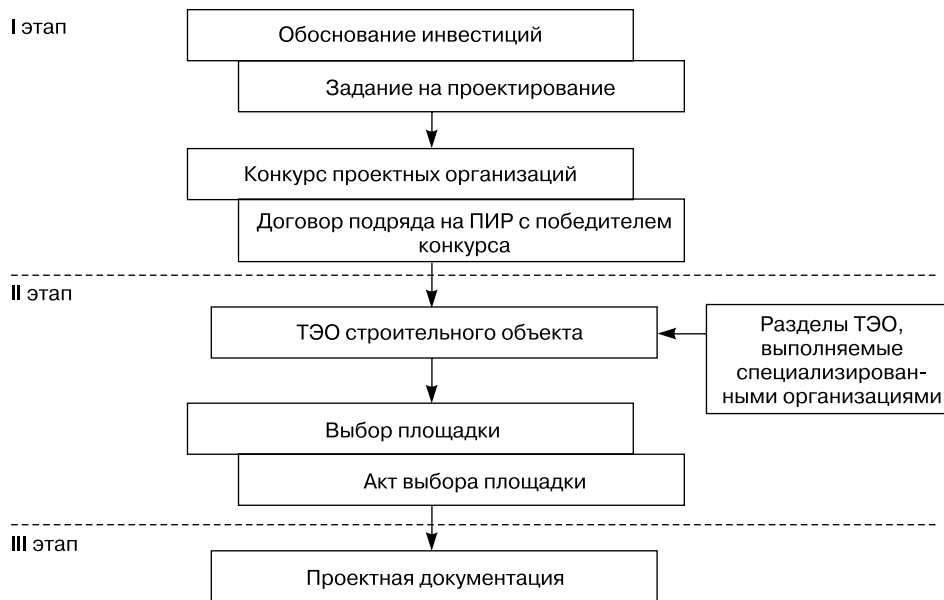 I этап
Обоснование инвестиций
Задание на проектирование
Конкурс проектных организаций
Договор подряда на ПИР с победителем
конкурса
II этап
ТЭО строительного объекта
Разделы ТЭО,
выполняемые
специализирован-
ными организациями
Выбор площадки
Акт выбора площадки
III этап
Проектная документация